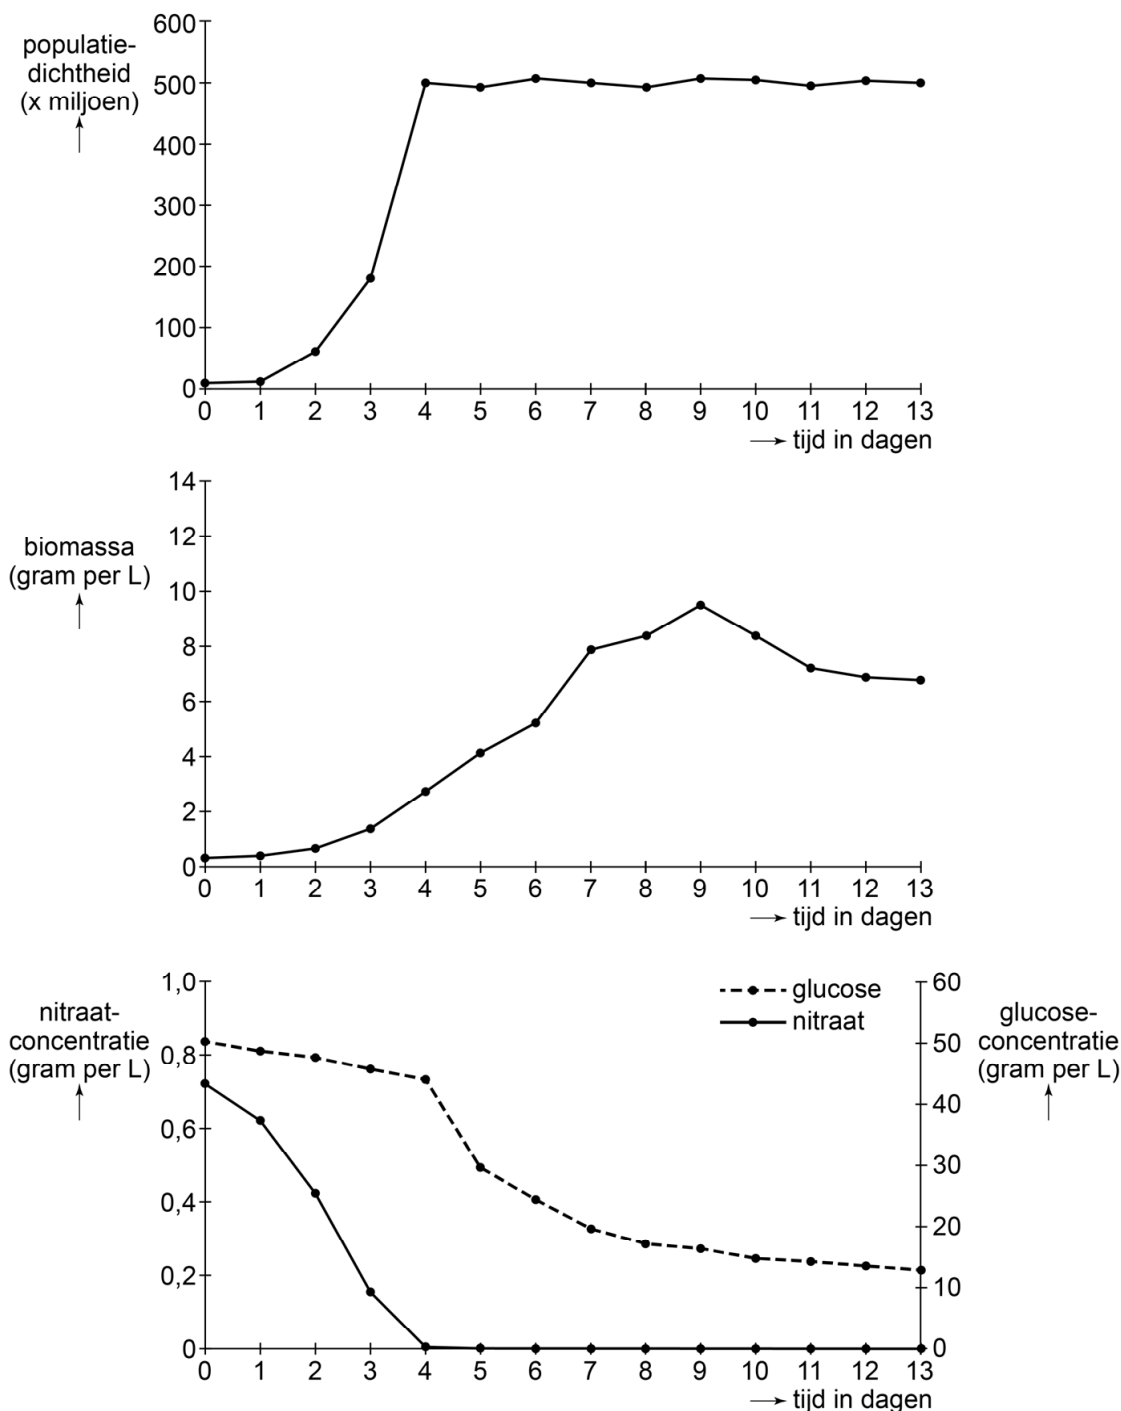 populatie-
dichtheid
(x miljoen)
600
500
400
300
200
100
0
0 1 2 3 4 5 6 7 8 9 10 11 12 13
→ tijd in dagen
biomassa
(gram per L)
14
12
10
8
6
4
2
0
0 1 2 3 4 5 6 7 8 9 10 11 12 13
→ tijd in dagen
nitraat-
concentratie
(gram per L)
1,0
0,8
0,6
0,4
0,2
0
glucose
nitraat
60
50
40
30
20
10
0
glucose-
concentratie
(gram per L)
0 1 2 3 4 5 6 7 8 9 10 11 12 13
→ tijd in dagen